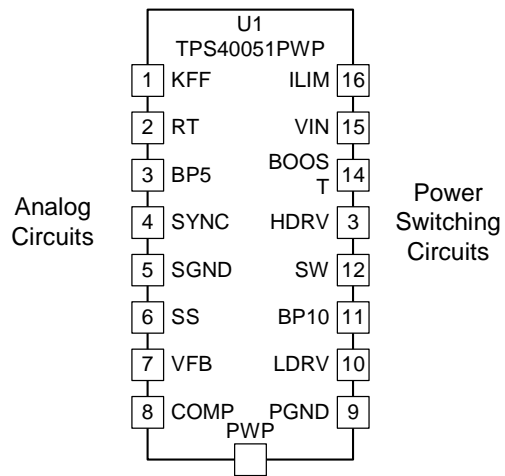 U1
TPS40051PWP
1 KFF
2 RT
3 BP5
4 SYNC
5 SGND
6 SS
7 VFB
8 COMP
ILIM 16
VIN 15
BOOS
T 14
HDRV 3
SW 12
BP10 11
LDRV 10
PGND 9
PWP
Analog
Circuits
Power
Switching
Circuits